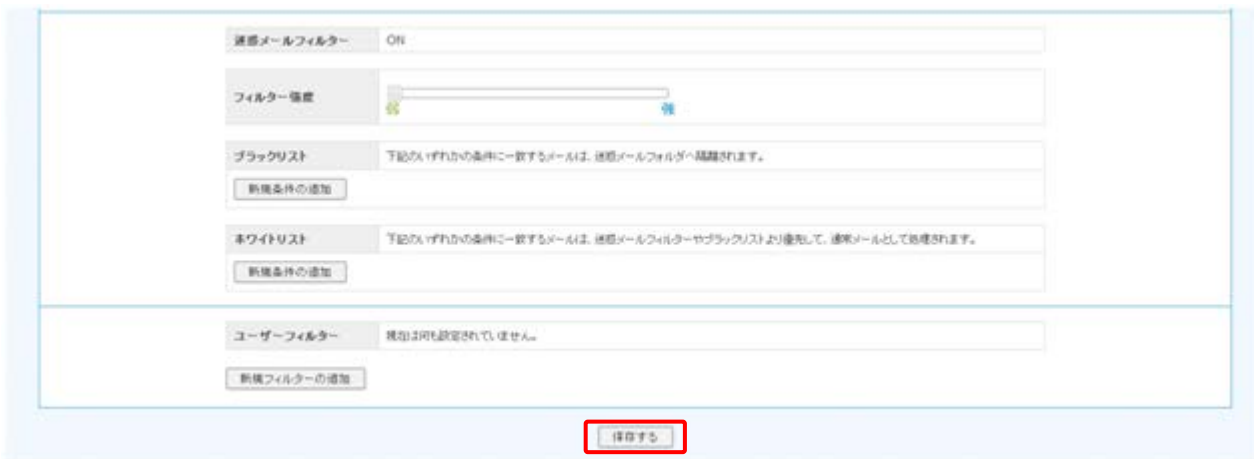 迷惑メールフィルター ON
フィルター強度
弱 強
ブラックリスト 下記のいずれかの条件に一致するメールは、迷惑メールフォルダへ隔離されます。
新規条件の追加
ホワイトリスト 下記のいずれかの条件に一致するメールは、迷惑メールフィルターやブラックリストより優先して、通常メールとして処理されます。
新規条件の追加
ユーザーフィルター 現在は何も設定されていません。
新規フィルターの追加
保存する